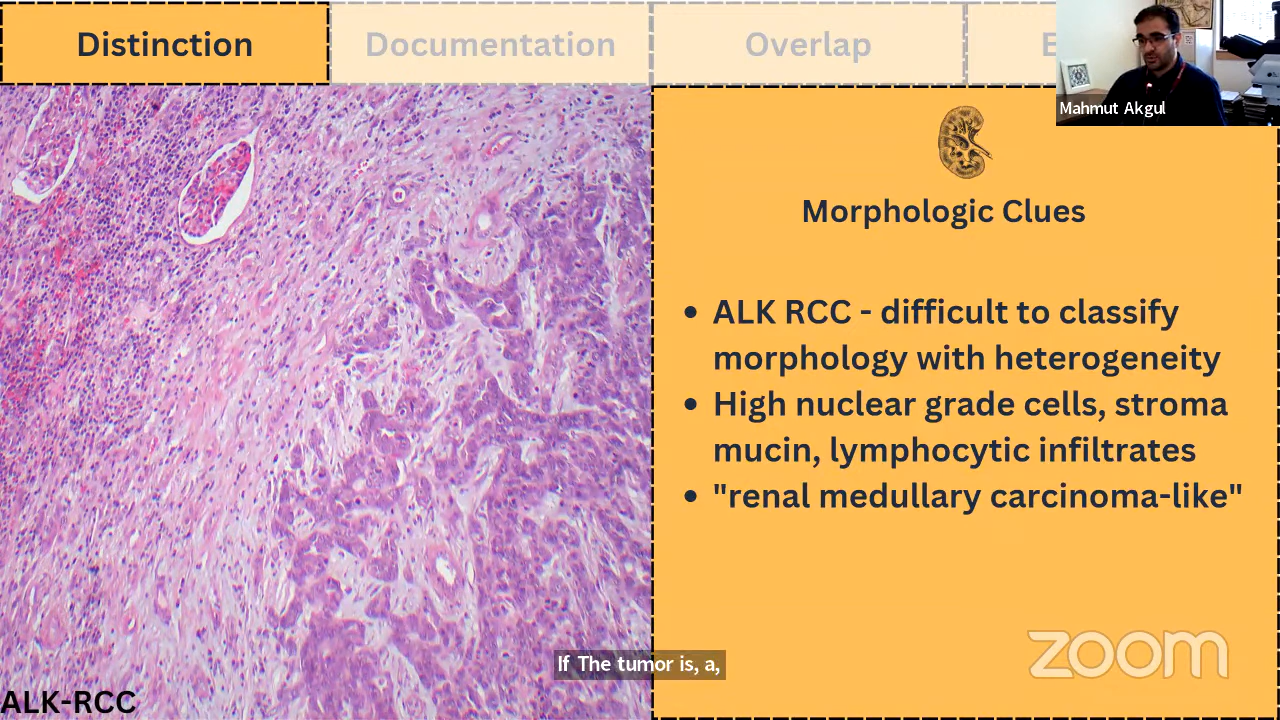 Distinction
Documentation
Overlap
Mahmut Akgul
Morphologic Clues
• ALK RCC - difficult to classify
morphology with heterogeneity
• High nuclear grade cells, stroma
mucin, lymphocytic infiltrates
• "renal medullary carcinoma-like"
If The tumor is, a,
zoom
ALK-RCC